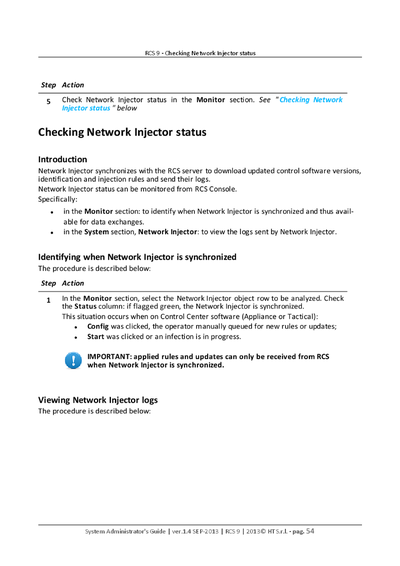 RCS 9 - Checking Network Injector status
Step Action
5 Check Network Injector status in the Monitor section. See "Checking Network
Injector status" below
Checking Network Injector status
Introduction
Network Injector synchronizes with the RCS server to download updated control software versions,
identification and injection rules and send their logs.
Network Injector status can be monitored from RCS Console.
Specifically:
• in the Monitor section: to identify when Network Injector is synchronized and thus avail-
able for data exchanges.
• in the System section, Network Injector: to view the logs sent by Network Injector.
Identifying when Network Injector is synchronized
The procedure is described below:
Step Action
1 In the Monitor section, select the Network Injector object row to be analyzed. Check
the Status column: if flagged green, the Network Injector is synchronized.
This situation occurs when on Control Center software (Appliance or Tactical):
• Config was clicked, the operator manually queued for new rules or updates;
• Start was clicked or an infection is in progress.
IMPORTANT: applied rules and updates can only be received from RCS
when Network Injector is synchronized.
Viewing Network Injector logs
The procedure is described below:
System Administrator's Guide | ver.1.4 SEP-2013 | RCS 9 | 2013© HT S.r.l. - pag. 54